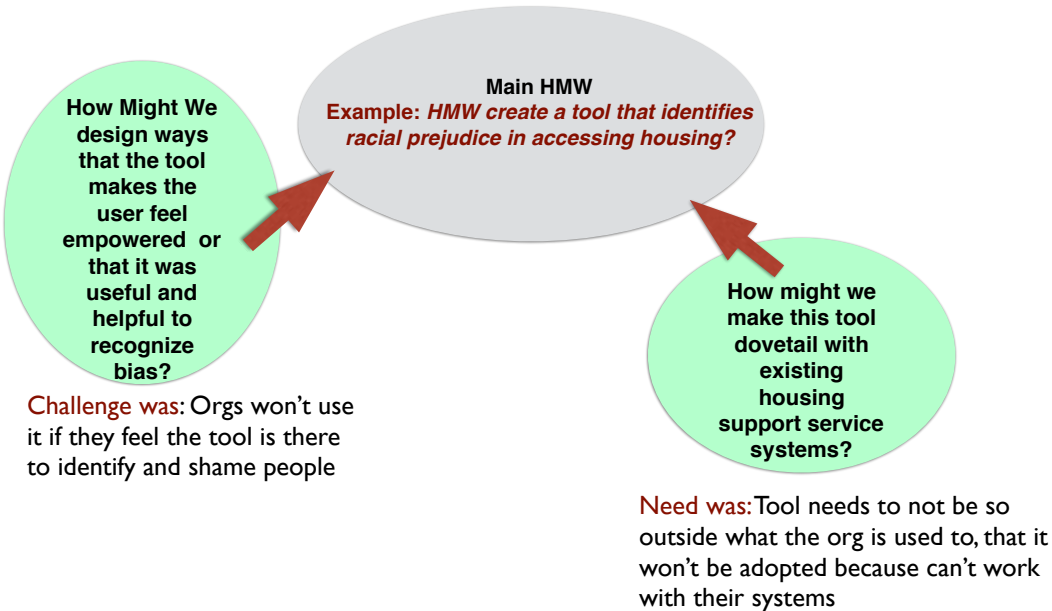 Main HMW
Example: HMW create a tool that identifies
racial prejudice in accessing housing?
How Might We
design ways
that the tool
makes the
user feel
empowered or
that it was
useful and
helpful to
recognize
bias?
Challenge was: Orgs won’t use
it if they feel the tool is there
to identify and shame people
How might we
make this tool
dovetail with
existing
housing
support service
systems?
Need was: Tool needs to not be so
outside what the org is used to, that it
won’t be adopted because can’t work
with their systems